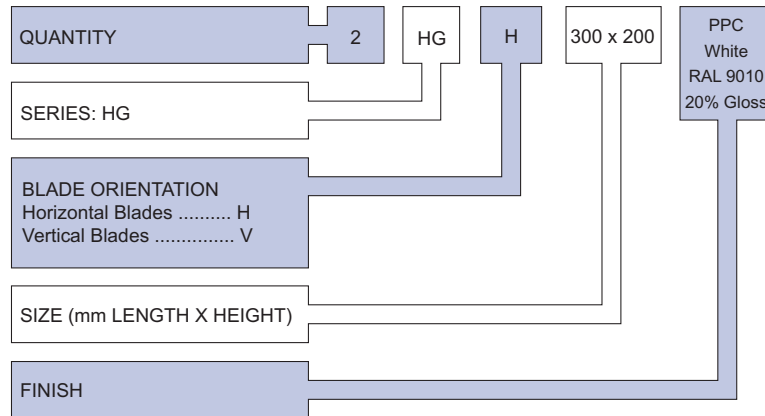 QUANTITY
2
HG
H
300 x 200
PPC
White
RAL 9010
20% Gloss
SERIES: HG
BLADE ORIENTATION
Horizontal Blades .......... H
Vertical Blades ............... V
SIZE (mm LENGTH X HEIGHT)
FINISH